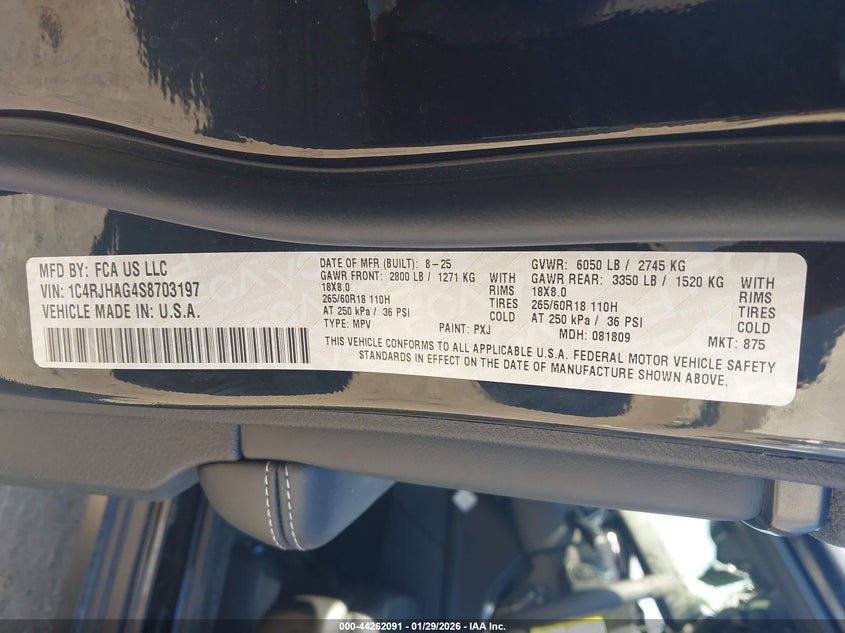 MFD BY: FCA US LLC
VIN: 1C4RJHAG4S8703197
VEHICLE MADE IN: U.S.A.
DATE OF MFR (BUILT): 8-25
GAWR FRONT: 2800 LB / 1271 KG WITH
18X8.0 RIMS
265/60R18 110H TIRES
AT 250 kPa / 36 PSI COLD
TYPE: MPV PAINT: PXJ
GVWR: 6050 LB / 2745 KG
GAWR REAR: 3350 LB / 1520 KG WITH
18X8.0 RIMS
265/60R18 110H TIRES
AT 250 kPa / 36 PSI COLD
MDH: 081809 MKT: 875
THIS VEHICLE CONFORMS TO ALL APPLICABLE U.S.A. FEDERAL MOTOR VEHICLE SAFETY
STANDARDS IN EFFECT ON THE DATE OF MANUFACTURE SHOWN ABOVE.
000-44262091 - 01/29/2026 - IAA Inc.